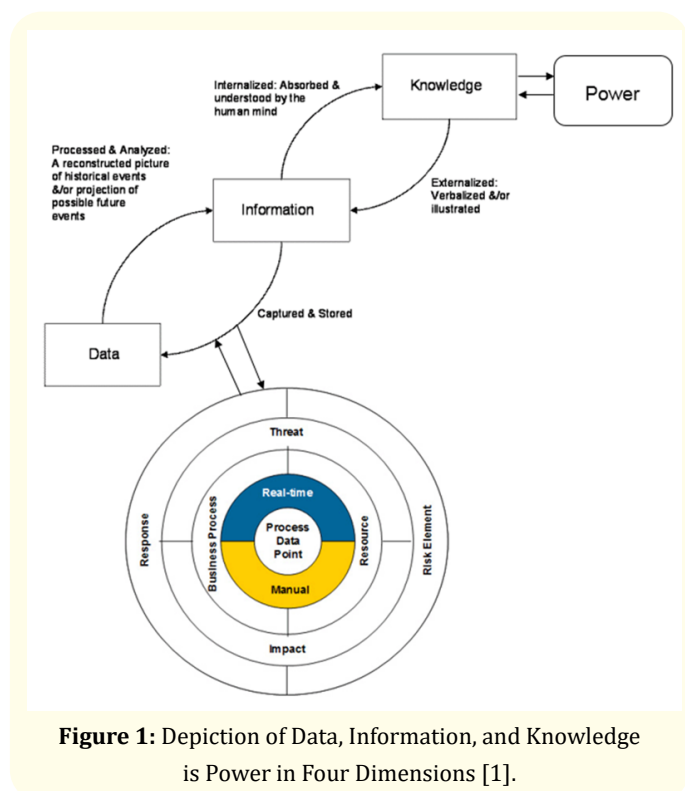 Knowledge
Power
Internalized: Absorbed &
understood by the
human mind
Processed & Analyzed:
A reconstructed picture
of historical events
&/or projection of
possible future
events
Information
Externalized:
Verbalized &/or
illustrated
Captured & Stored
Data
Threat
Real-time
Response
Business Process
Process
Data
Point
Resource
Risk Element
Manual
Impact
Figure 1: Depiction of Data, Information, and Knowledge
is Power in Four Dimensions [1].